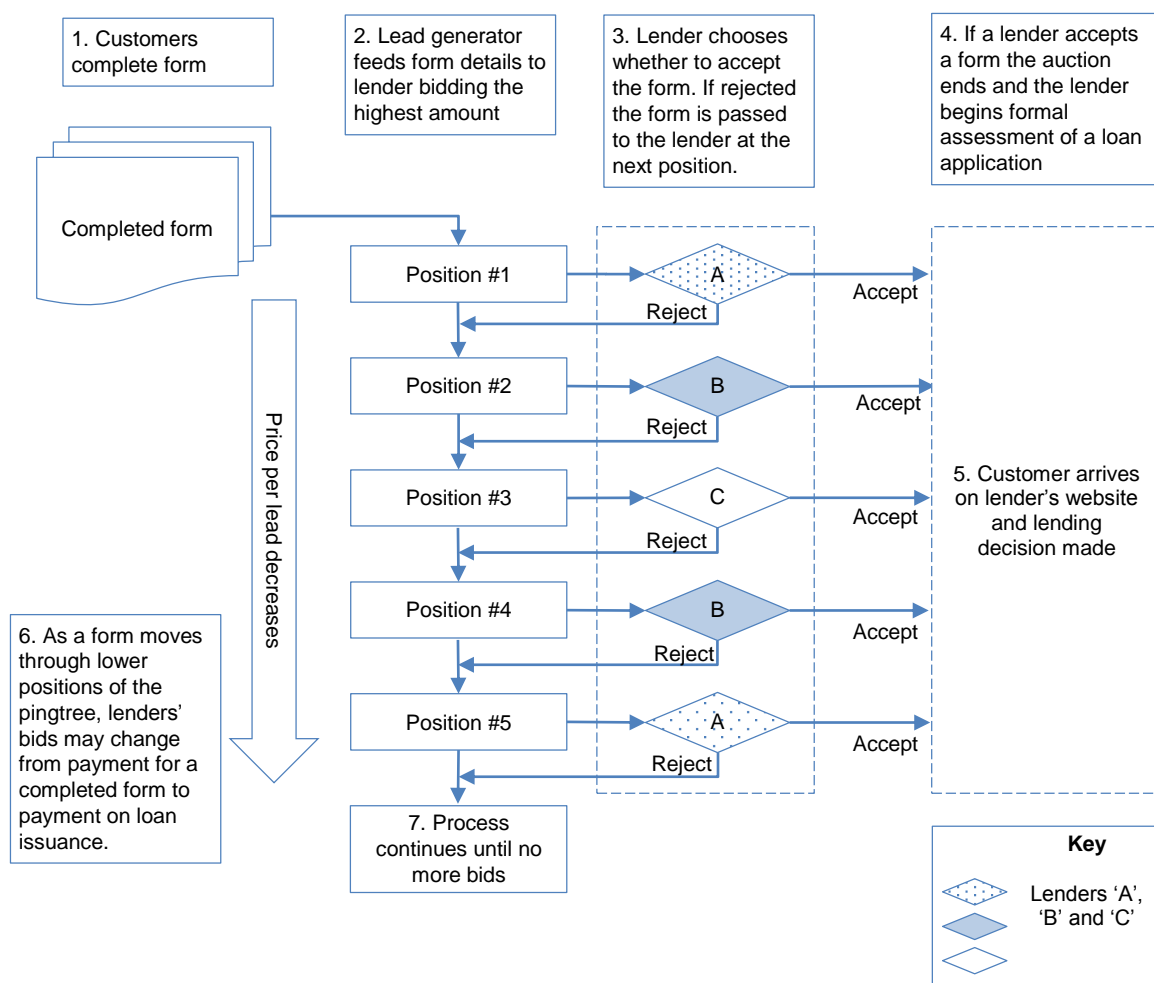 1. Customers
complete form
2. Lead generator
feeds form details to
lender bidding the
highest amount
3. Lender chooses
whether to accept
the form. If rejected
the form is passed
to the lender at the
next position.
4. If a lender accepts
a form the auction
ends and the lender
begins formal
assessment of a loan
application
Completed form
Position #1
A
Accept
Reject
Position #2
B
Accept
Reject
Position #3
C
Accept
Reject
Position #4
B
Accept
Reject
Position #5
A
Accept
Reject
Price per lead decreases
5. Customer arrives
on lender’s website
and lending
decision made
6. As a form moves
through lower
positions of the
pingtree, lenders’
bids may change
from payment for a
completed form to
payment on loan
issuance.
7. Process
continues until no
more bids
Key
Lenders ‘A’,
‘B’ and ‘C’